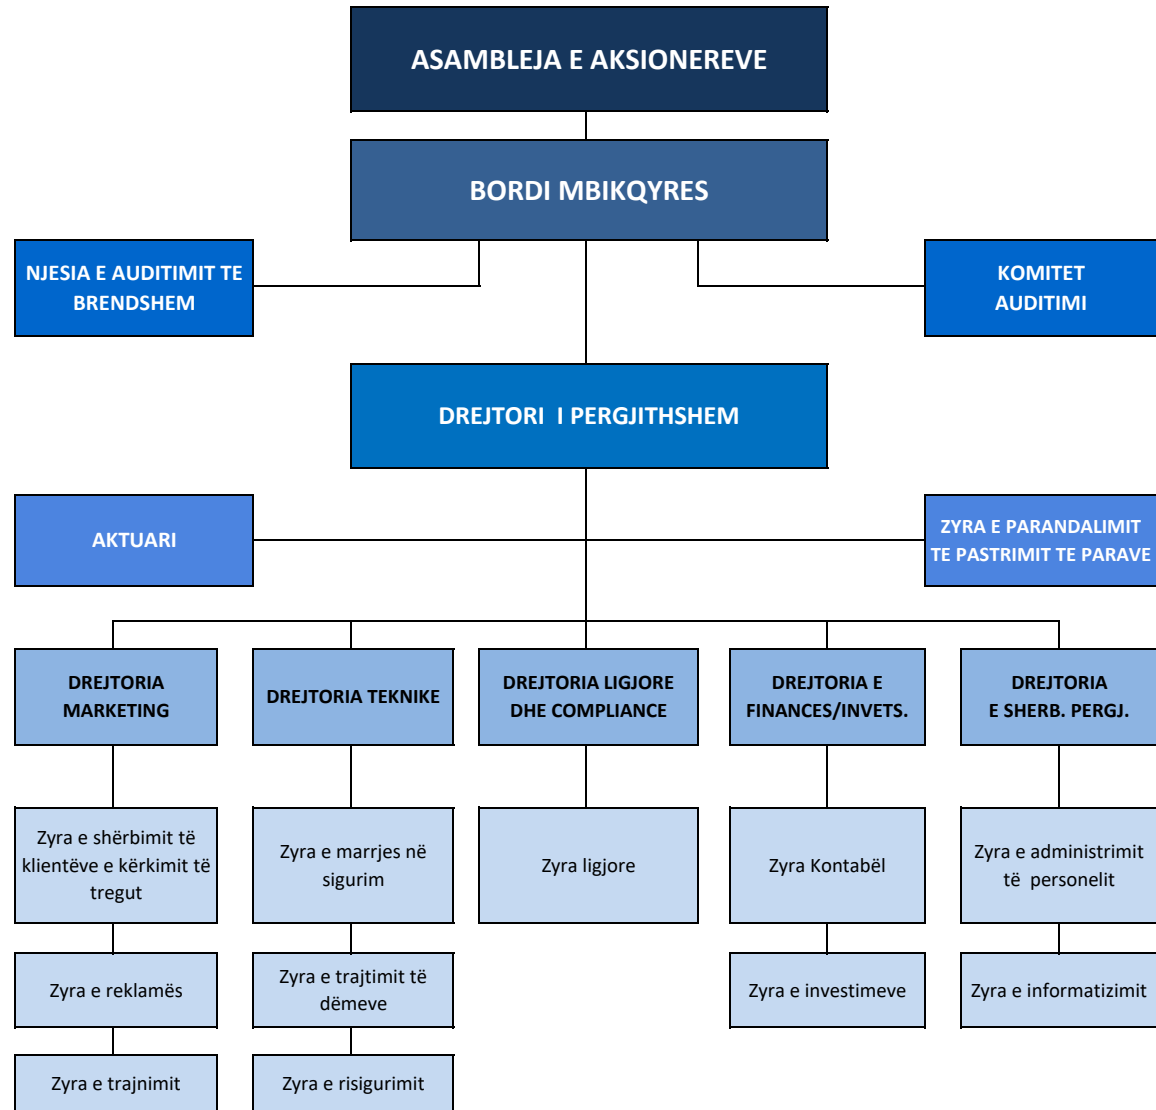 ASAMBLEJA E AKSIONEREVE
BORDI MBIKQYRES
NJESIA E AUDITIMIT TE
BRENDSHEM
KOMITET
AUDITIMI
DREJTORI  I PERGJITHSHEM
AKTUARI
ZYRA E PARANDALIMIT
TE PASTRIMIT TE PARAVE
DREJTORIA
MARKETING
DREJTORIA TEKNIKE
DREJTORIA LIGJORE
DHE COMPLIANCE
DREJTORIA E
FINANCES/INVETS.
DREJTORIA
E SHERB. PERGJ.
Zyra e shërbimit të
klientëve e kërkimit të
tregut
Zyra e marrjes në
sigurim
Zyra ligjore
Zyra Kontabël
Zyra e administrimit
të  personelit
Zyra e reklamës
Zyra e trajtimit të
dëmeve
Zyra e investimeve
Zyra e informatizimit
Zyra e trajnimit
Zyra e risigurimit